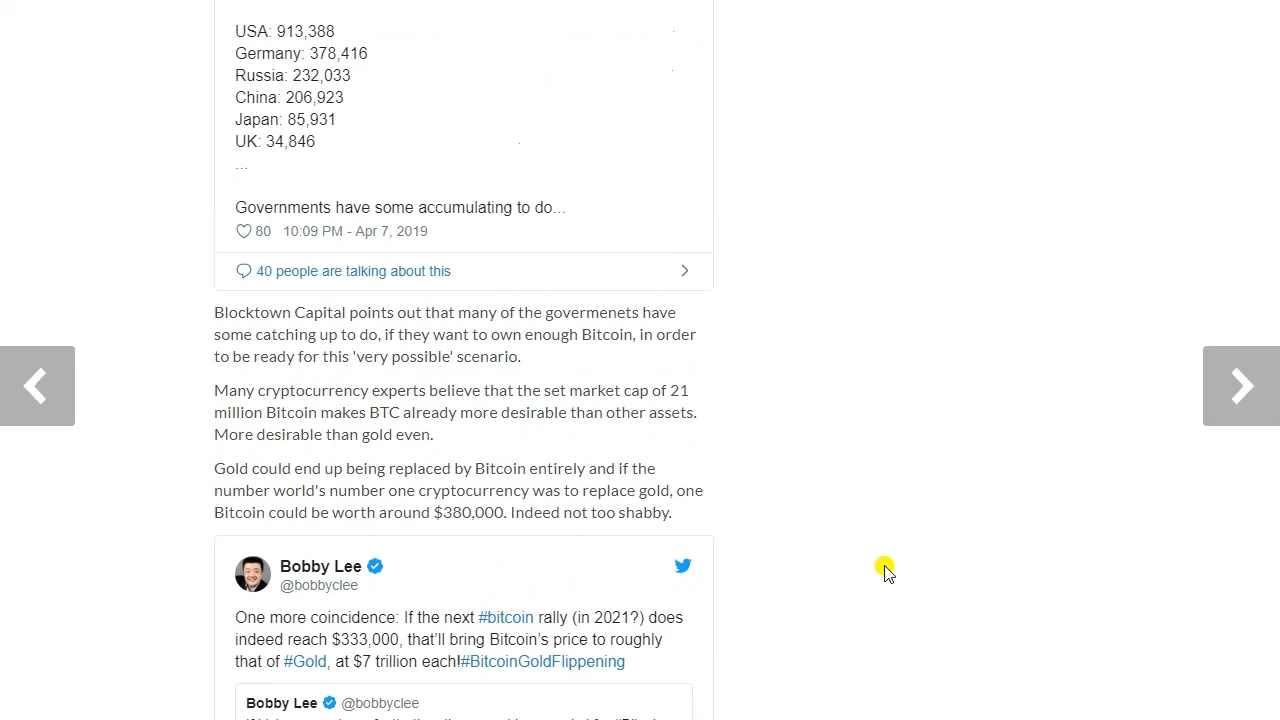 USA: 913,388
Germany: 378,416
Russia: 232,033
China: 206,923
Japan: 85,931
UK: 34,846
...
Governments have some accumulating to do...
80 10:09 PM - Apr 7, 2019
40 people are talking about this
Blocktown Capital points out that many of the govermenets have
some catching up to do, if they want to own enough Bitcoin, in order
to be ready for this 'very possible' scenario.
Many cryptocurrency experts believe that the set market cap of 21
million Bitcoin makes BTC already more desirable than other assets.
More desirable than gold even.
Gold could end up being replaced by Bitcoin entirely and if the
number world's number one cryptocurrency was to replace gold, one
Bitcoin could be worth around $380,000. Indeed not too shabby.
Bobby Lee
@bobbyclee
One more coincidence: If the next #bitcoin rally (in 2021?) does
indeed reach $333,000, that’ll bring Bitcoin’s price to roughly
that of #Gold, at $7 trillion each!#BitcoinGoldFlippening
Bobby Lee @bobbyclee